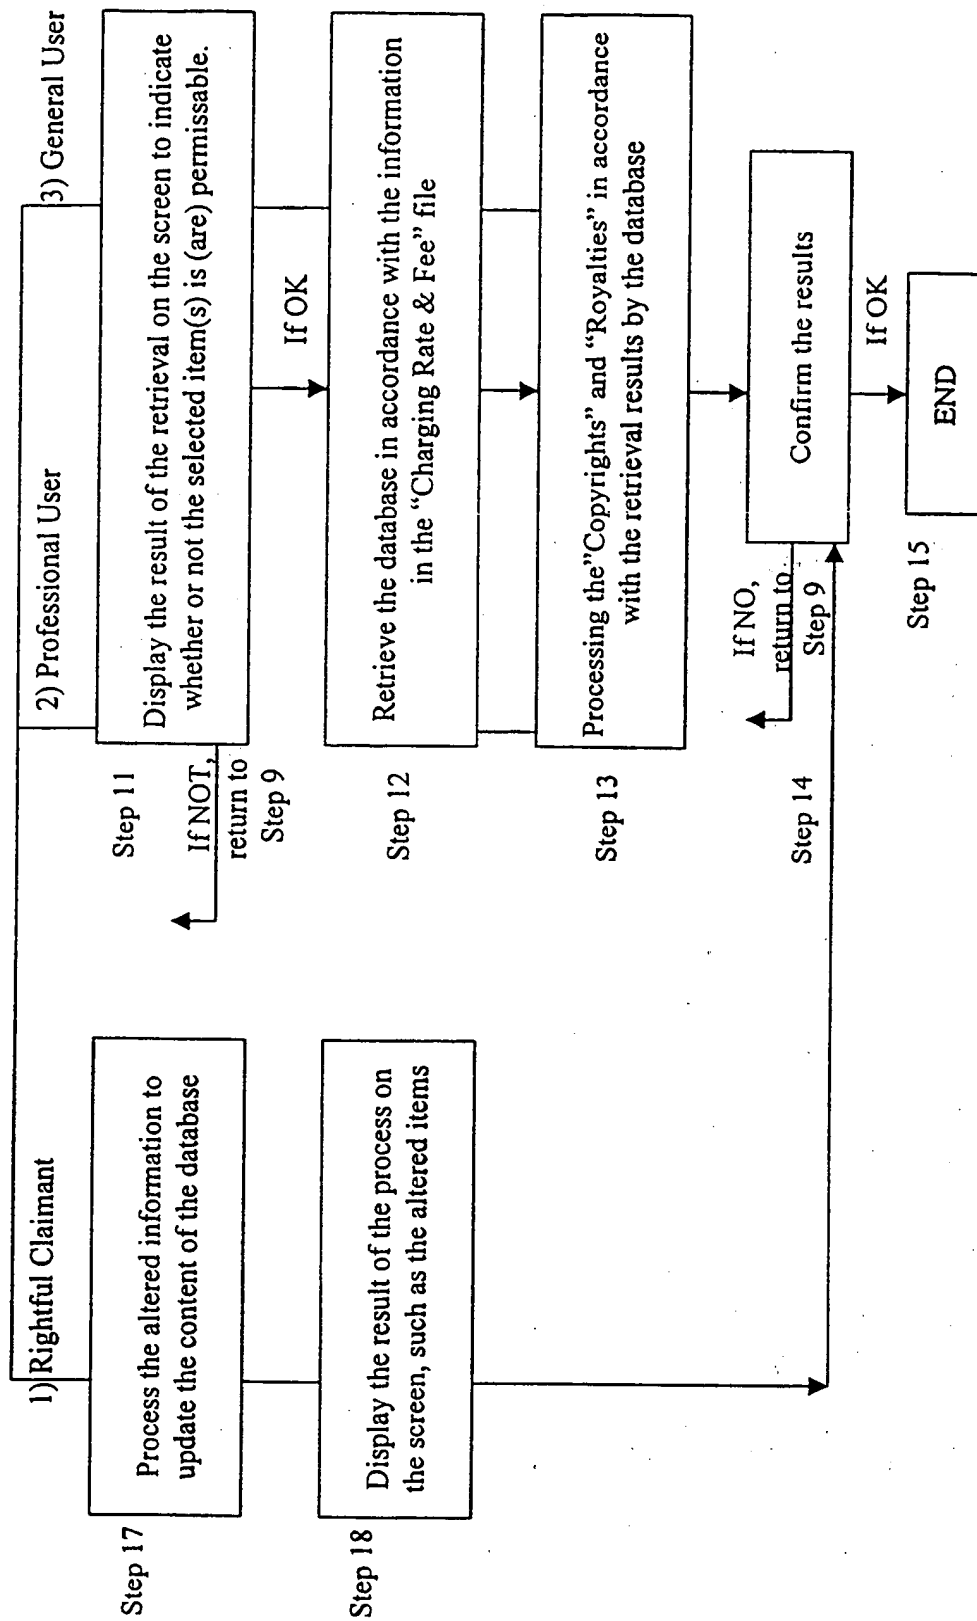 1) Rightful Claimant
2) Professional User
3) General User
Step 17
Process the altered information to
update the content of the database
Step 18
Display the result of the process on
the screen, such as the altered items
Step 11
Display the result of the retrieval on the screen to indicate
whether or not the selected item(s) is (are) permissable.
If NOT,
return to
Step 9
If OK
Step 12
Retrieve the database in accordance with the information
in the “Charging Rate & Fee” file
Step 13
Processing the”Copyrights” and “Royalties” in accordance
with the retrieval results by the database
Step 14
Confirm the results
If NO,
return to
Step 9
If OK
Step 15
END